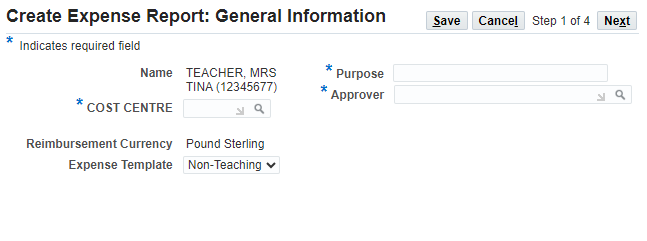 Create Expense Report: General Information
Save Cancel Step 1 of 4 Next
* Indicates required field
Name TEACHER, MRS TINA (12345677)
* COST CENTRE
Reimbursement Currency Pound Sterling
Expense Template Non-Teaching
* Purpose
* Approver